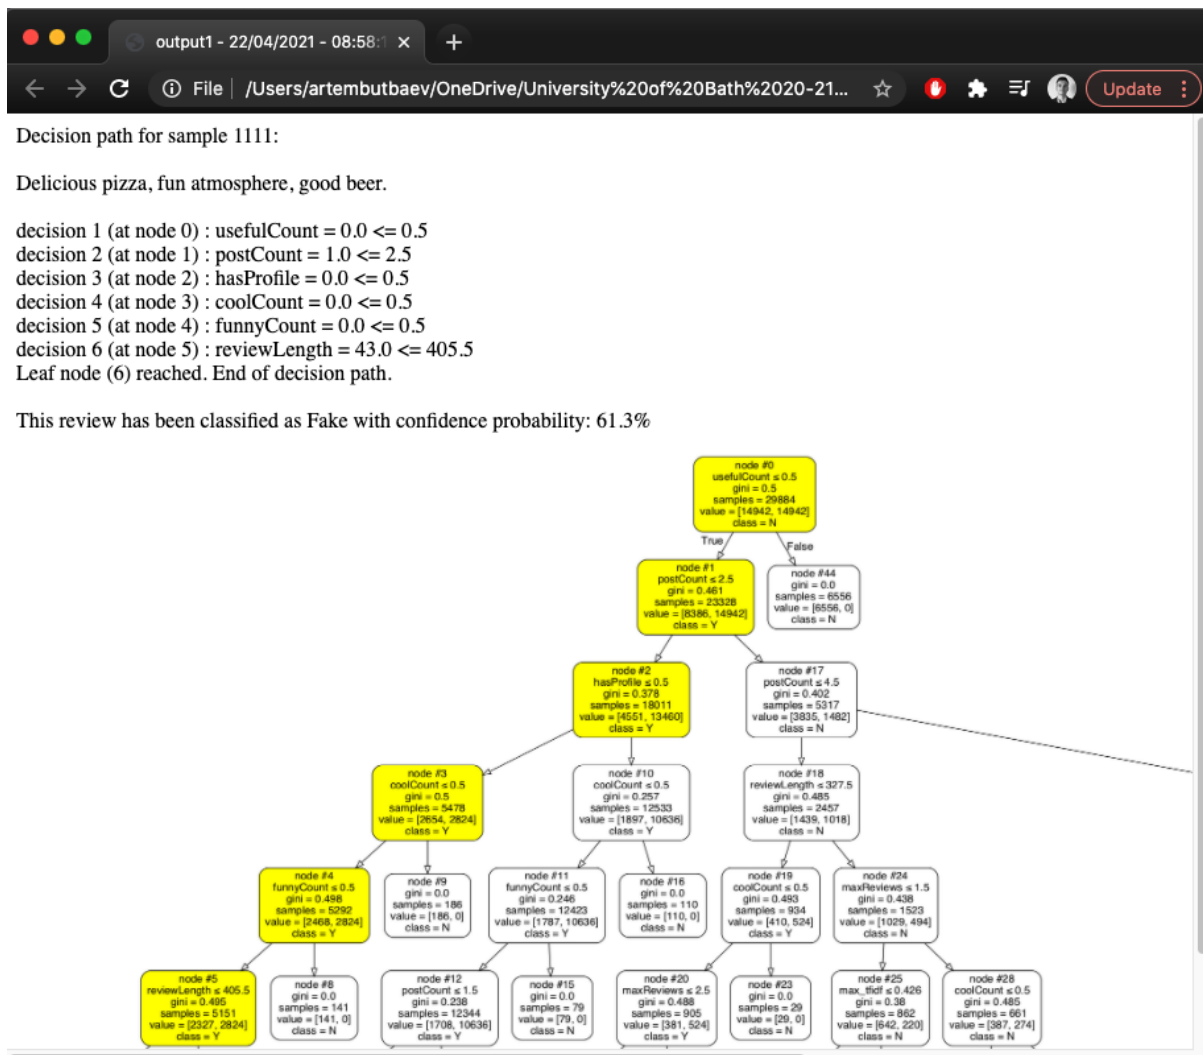 output1 - 22/04/2021 - 08:58:1
File
/Users/artembutbaev/OneDrive/University%20of%20Bath%2020-21...
Update
Decision path for sample 1111:
Delicious pizza, fun atmosphere, good beer.
decision 1 (at node 0) : usefulCount = 0.0 <= 0.5
decision 2 (at node 1) : postCount = 1.0 <= 2.5
decision 3 (at node 2) : hasProfile = 0.0 <= 0.5
decision 4 (at node 3) : coolCount = 0.0 <= 0.5
decision 5 (at node 4) : funnyCount = 0.0 <= 0.5
decision 6 (at node 5) : reviewLength = 43.0 <= 405.5
Leaf node (6) reached. End of decision path.
This review has been classified as Fake with confidence probability: 61.3%
node #0
usefulCount ≤ 0.5
gini = 0.5
samples = 29884
value = [14942, 14942]
class = N
True
False
node #1
postCount ≤ 2.5
gini = 0.461
samples = 23328
value = [8386, 14942]
class = Y
node #44
gini = 0.0
samples = 6556
value = [6556, 0]
class = N
node #2
hasProfile ≤ 0.5
gini = 0.378
samples = 18011
value = [4551, 13460]
class = Y
node #17
postCount ≤ 4.5
gini = 0.402
samples = 5317
value = [3835, 1482]
class = N
node #3
coolCount ≤ 0.5
gini = 0.5
samples = 5478
value = [2654, 2824]
class = Y
node #10
coolCount ≤ 0.5
gini = 0.257
samples = 12533
value = [1897, 10636]
class = Y
node #18
reviewLength ≤ 327.5
gini = 0.485
samples = 2457
value = [1439, 1018]
class = N
node #4
funnyCount ≤ 0.5
gini = 0.498
samples = 5292
value = [2468, 2824]
class = Y
node #9
gini = 0.0
samples = 186
value = [186, 0]
class = N
node #11
funnyCount ≤ 0.5
gini = 0.246
samples = 12423
value = [1787, 10636]
class = Y
node #16
gini = 0.0
samples = 110
value = [110, 0]
class = N
node #19
coolCount ≤ 0.5
gini = 0.493
samples = 934
value = [410, 524]
class = Y
node #24
maxReviews ≤ 1.5
gini = 0.438
samples = 1523
value = [1029, 494]
class = N
node #5
reviewLength ≤ 405.5
gini = 0.495
samples = 5151
value = [2327, 2824]
class = Y
node #8
gini = 0.0
samples = 141
value = [141, 0]
class = N
node #12
postCount ≤ 1.5
gini = 0.238
samples = 12344
value = [1708, 10636]
class = Y
node #15
gini = 0.0
samples = 79
value = [79, 0]
class = N
node #20
maxReviews ≤ 2.5
gini = 0.488
samples = 905
value = [381, 524]
class = Y
node #23
gini = 0.0
samples = 29
value = [29, 0]
class = N
node #25
max_tfidf ≤ 0.426
gini = 0.38
samples = 862
value = [642, 220]
class = N
node #28
coolCount ≤ 0.5
gini = 0.485
samples = 661
value = [387, 274]
class = N